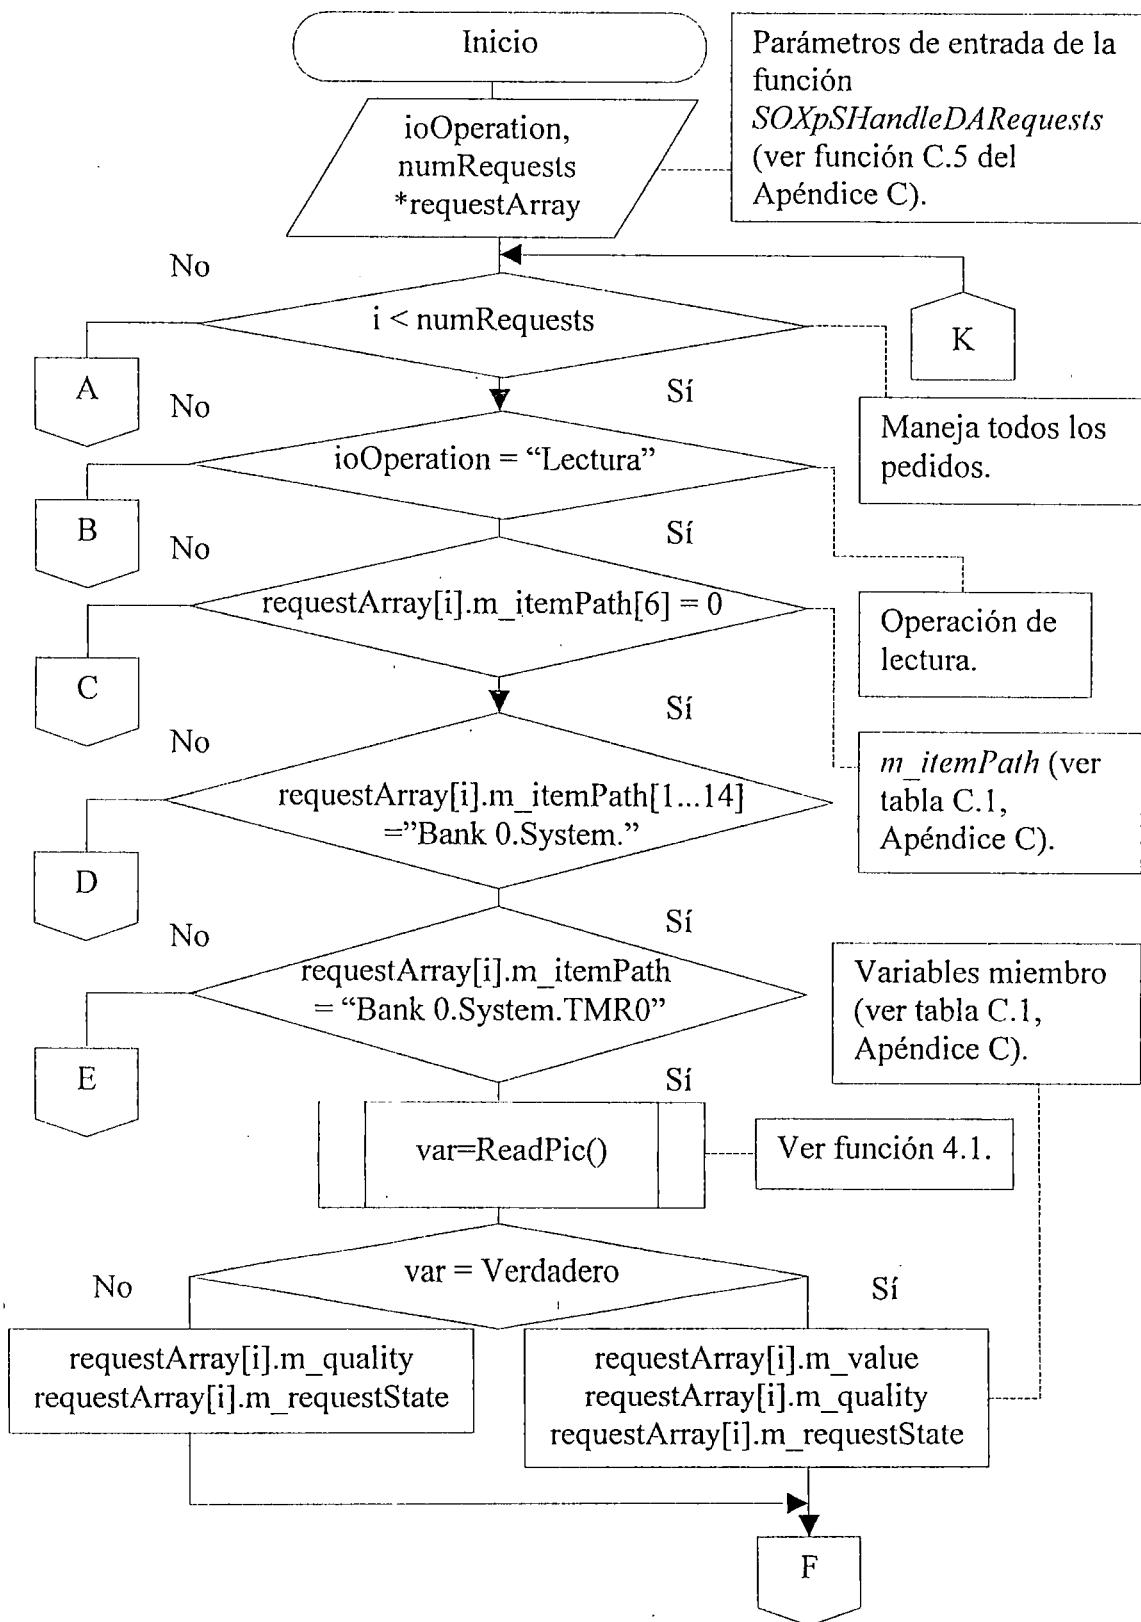 Inicio
Parámetros de entrada de la
función
SOXpSHandleDARequests
(ver función C.5 del
Apéndice C).
ioOperation,
numRequests
*requestArray
No
i < numRequests
K
A
Sí
No
Maneja todos los
pedidos.
ioOperation = “Lectura”
B
Sí
No
requestArray[i].m_itemPath[6] = 0
Operación de
lectura.
C
Sí
No
m_itemPath (ver
tabla C.1,
Apéndice C).
requestArray[i].m_itemPath[1...14]
=”Bank 0.System.”
D
Sí
No
requestArray[i].m_itemPath
= “Bank 0.System.TMR0”
Variables miembro
(ver tabla C.1,
Apéndice C).
E
Sí
var=ReadPic()
Ver función 4.1.
var = Verdadero
No
Sí
requestArray[i].m_quality
requestArray[i].m_requestState
requestArray[i].m_value
requestArray[i].m_quality
requestArray[i].m_requestState
F